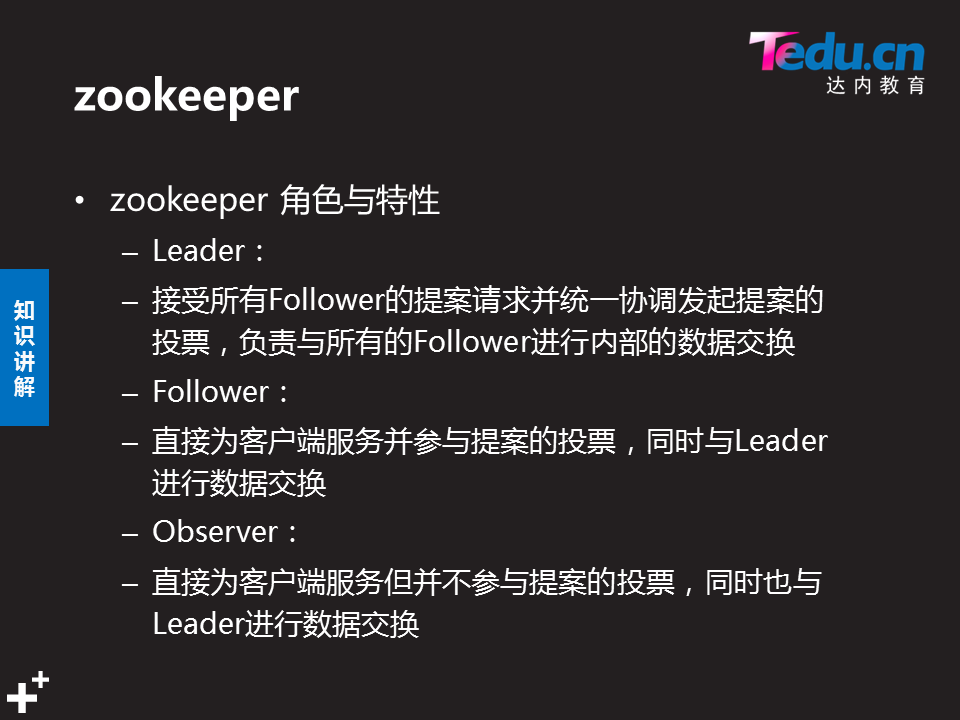 Tedu.cn
达内教育
zookeeper
• zookeeper 角色与特性
– Leader：
– 接受所有Follower的提案请求并统一协调发起提案的
投票，负责与所有的Follower进行内部的数据交换
– Follower：
– 直接为客户端服务并参与提案的投票，同时与Leader
进行数据交换
– Observer：
– 直接为客户端服务但并不参与提案的投票，同时也与
Leader进行数据交换
知
识
讲
解